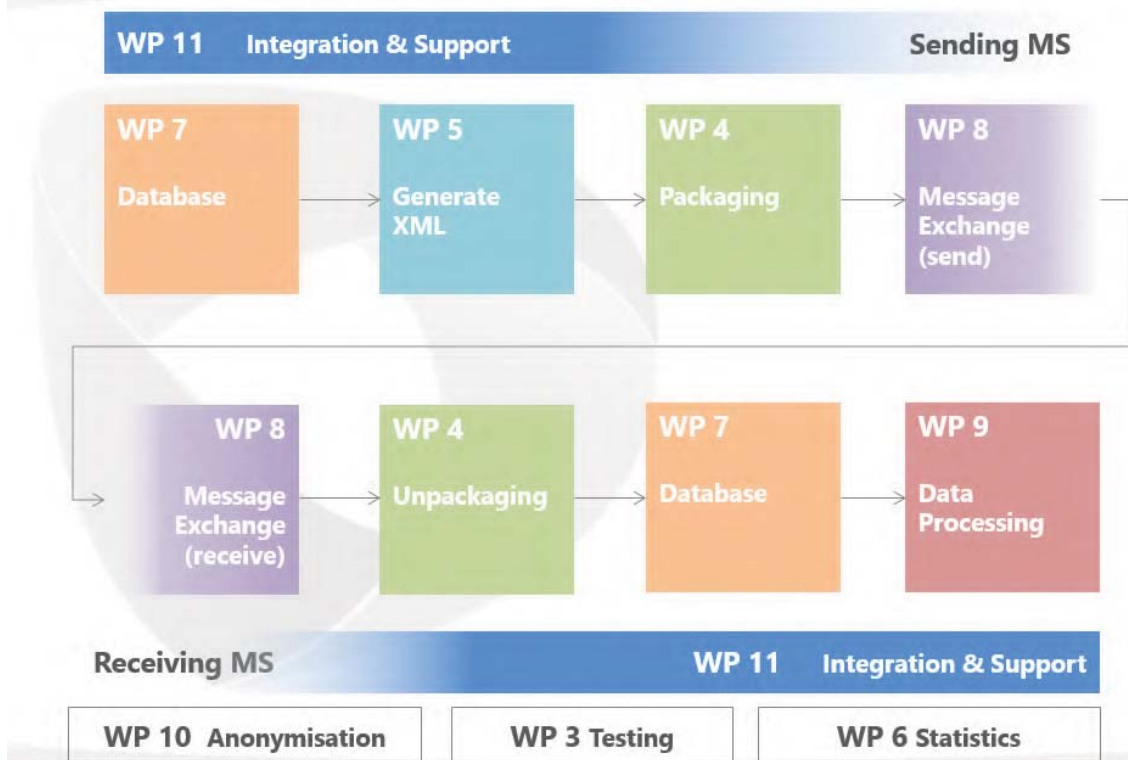 WP 11 Integration & Support Sending MS
WP 7
Database
WP 5
Generate
XML
WP 4
Packaging
WP 8
Message
Exchange
(send)
WP 8
Message
Exchange
(receive)
WP 4
Unpackaging
WP 7
Database
WP 9
Data
Processing
Receiving MS WP 11 Integration & Support
WP 10 Anonymisation
WP 3 Testing
WP 6 Statistics